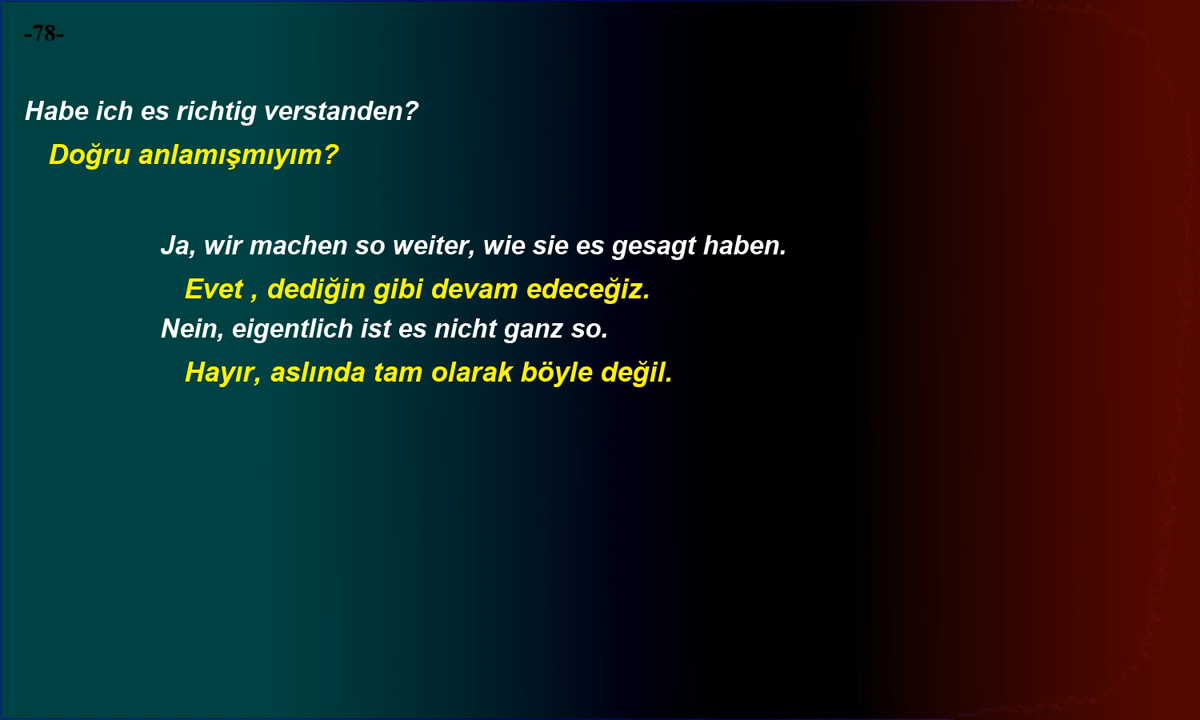 -78-
Habe ich es richtig verstanden?
Doğru anlamışmıyım?
Ja, wir machen so weiter, wie sie es gesagt haben.
Evet , dediğin gibi devam edeceğiz.
Nein, eigentlich ist es nicht ganz so.
Hayır, aslında tam olarak böyle değil.